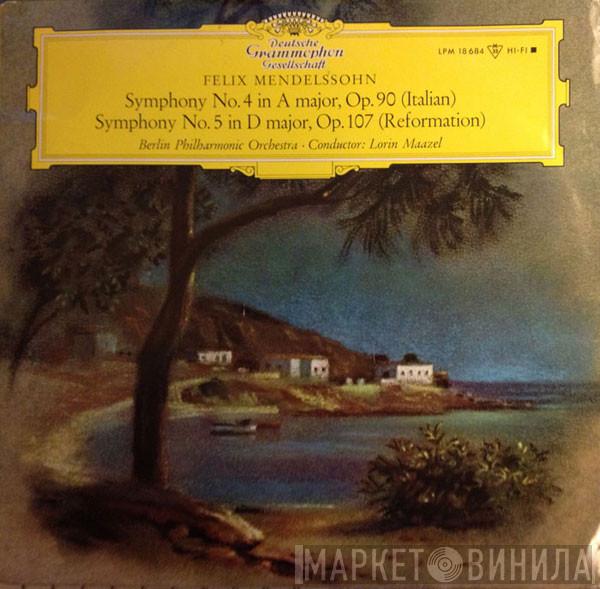 Deutsche
Grammophon
Gesellschaft
LPM 18 684 33 HI-FI
FELIX MENDELSSOHN
Symphony No. 4 in A major, Op. 90 (Italian)
Symphony No. 5 in D major, Op. 107 (Reformation)
Berlin Philharmonic Orchestra · Conductor: Lorin Maazel
МАРКЕТ ВИНИЛА